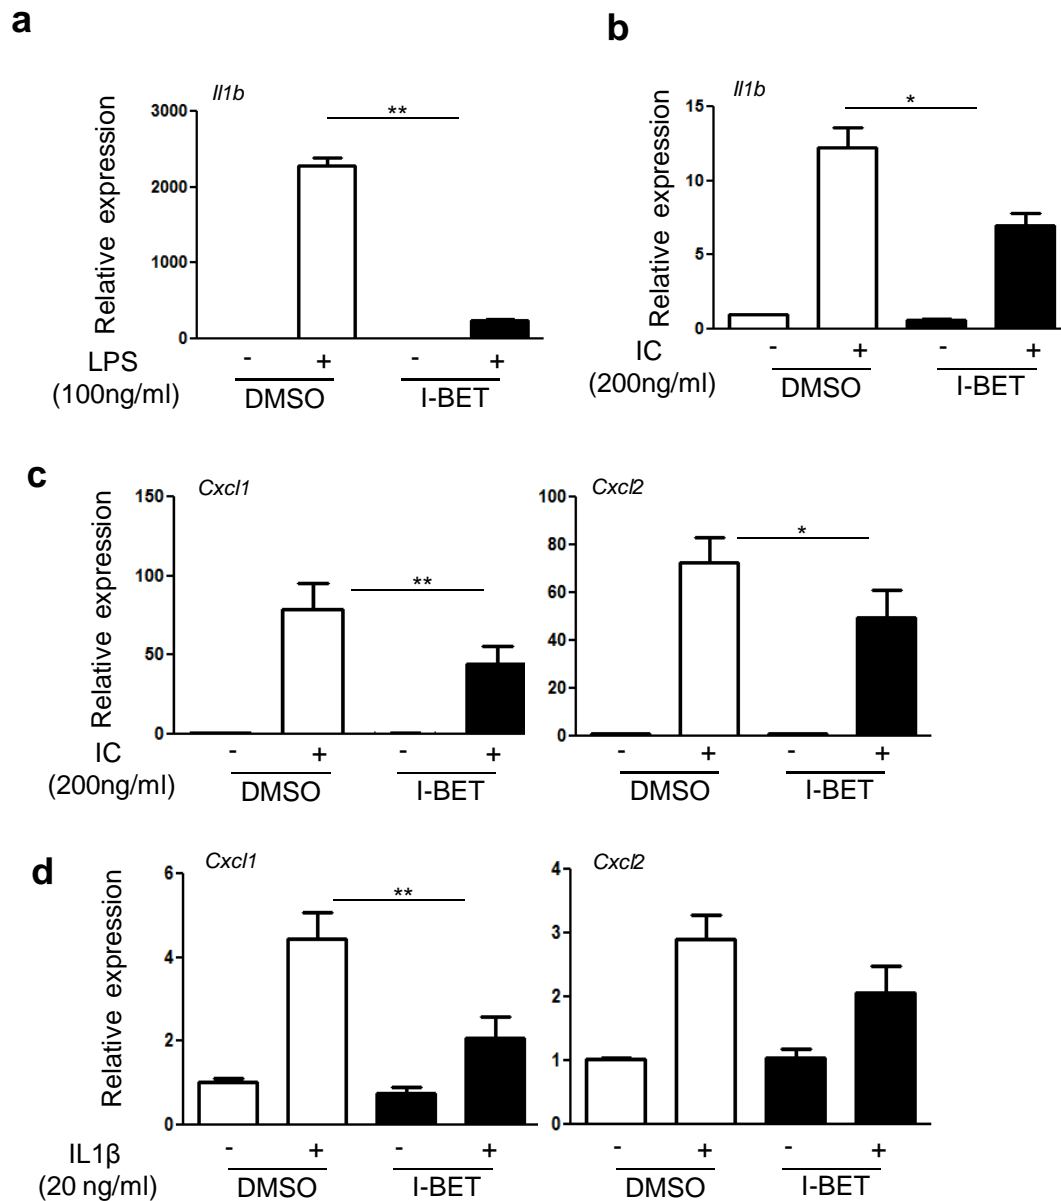 a
Il1b
**
Relative expression
3000
2000
1000
0
LPS
(100ng/ml)
- + - +
DMSO I-BET
b
Il1b
*
Relative expression
15
10
5
0
IC
(200ng/ml)
- + - +
DMSO I-BET
c
Cxcl1
**
Relative expression
150
100
50
0
IC
(200ng/ml)
- + - +
DMSO I-BET
Cxcl2
*
100
80
60
40
20
0
- + - +
DMSO I-BET
d
Cxcl1
**
Relative expression
6
4
2
0
IL1β
(20 ng/ml)
- + - +
DMSO I-BET
Cxcl2
4
3
2
1
0
- + - +
DMSO I-BET